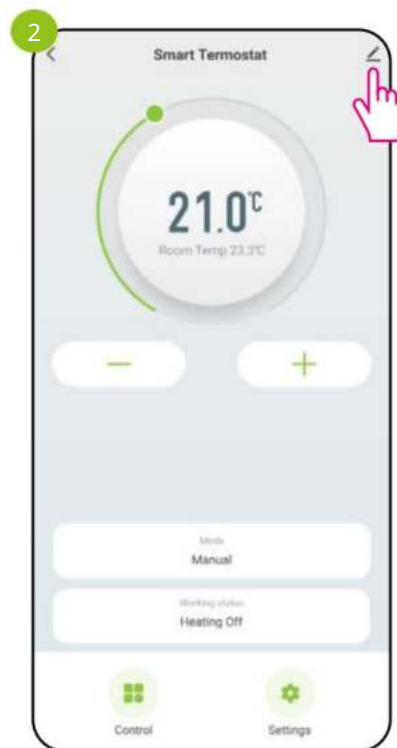 2
Smart Termostat
21.0℃
Room Temp 23.3℃
Mode
Manual
Working status
Heating Off
Control
Settings